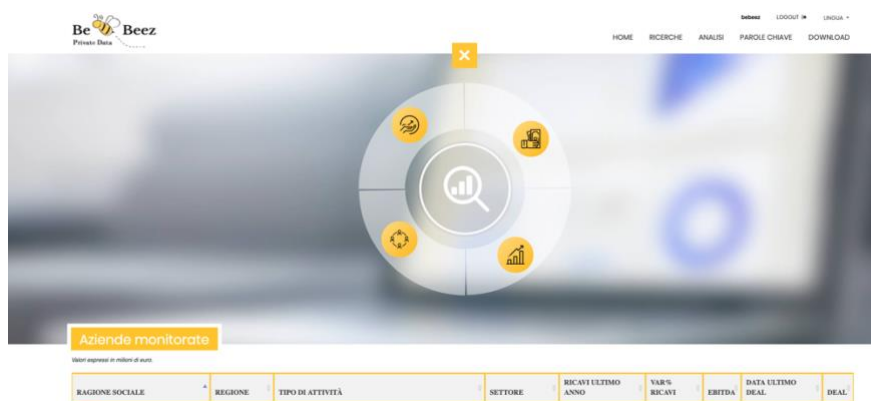 bebeez LOGOUT LINGUA
Be Beez
Private Data
HOME RICERCHE ANALISI PAROLE CHIAVE DOWNLOAD
Aziende monitorate
Valori espressi in milioni di euro.
RAGIONE SOCIALE REGIONE TIPO DI ATTIVITÀ SETTORE RICAVI ULTIMO ANNO VAR% RICAVI EBITDA DATA ULTIMO DEAL DEAL